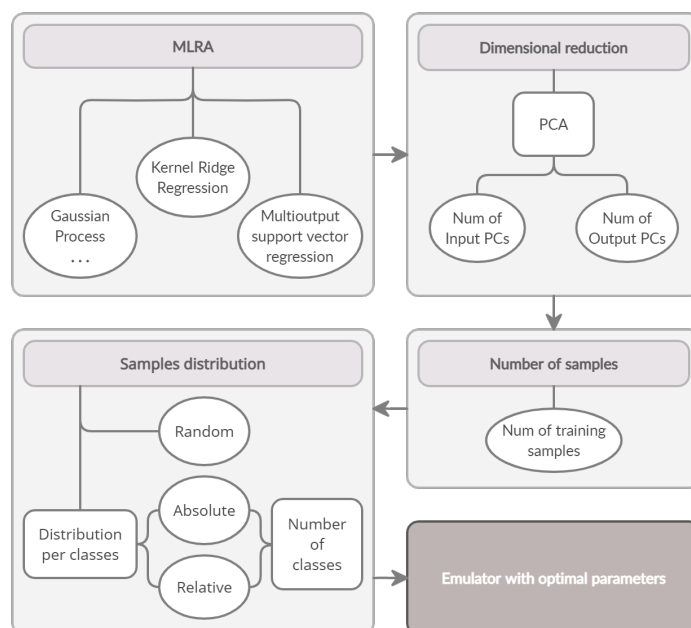 MLRA
Kernel Ridge
Regression
Gaussian
Process
...
Multioutput
support vector
regression
Dimensional reduction
PCA
Num of
Input PCs
Num of
Output PCs
Number of samples
Num of training
samples
Samples distribution
Random
Distribution
per classes
Absolute
Relative
Number
of
classes
Emulator with optimal parameters